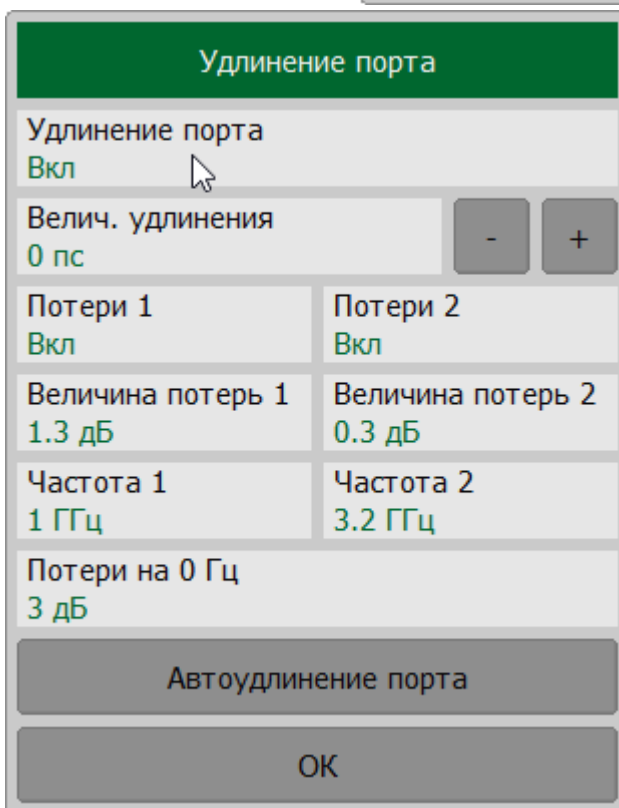 Удлинение порта
Удлинение порта
Вкл
Велич. удлинения
0 пс
-
+
Потери 1
Вкл
Потери 2
Вкл
Величина потерь 1
1.3 дБ
Величина потерь 2
0.3 дБ
Частота 1
1 ГГц
Частота 2
3.2 ГГц
Потери на 0 Гц
3 дБ
Автоудлинение порта
ОК